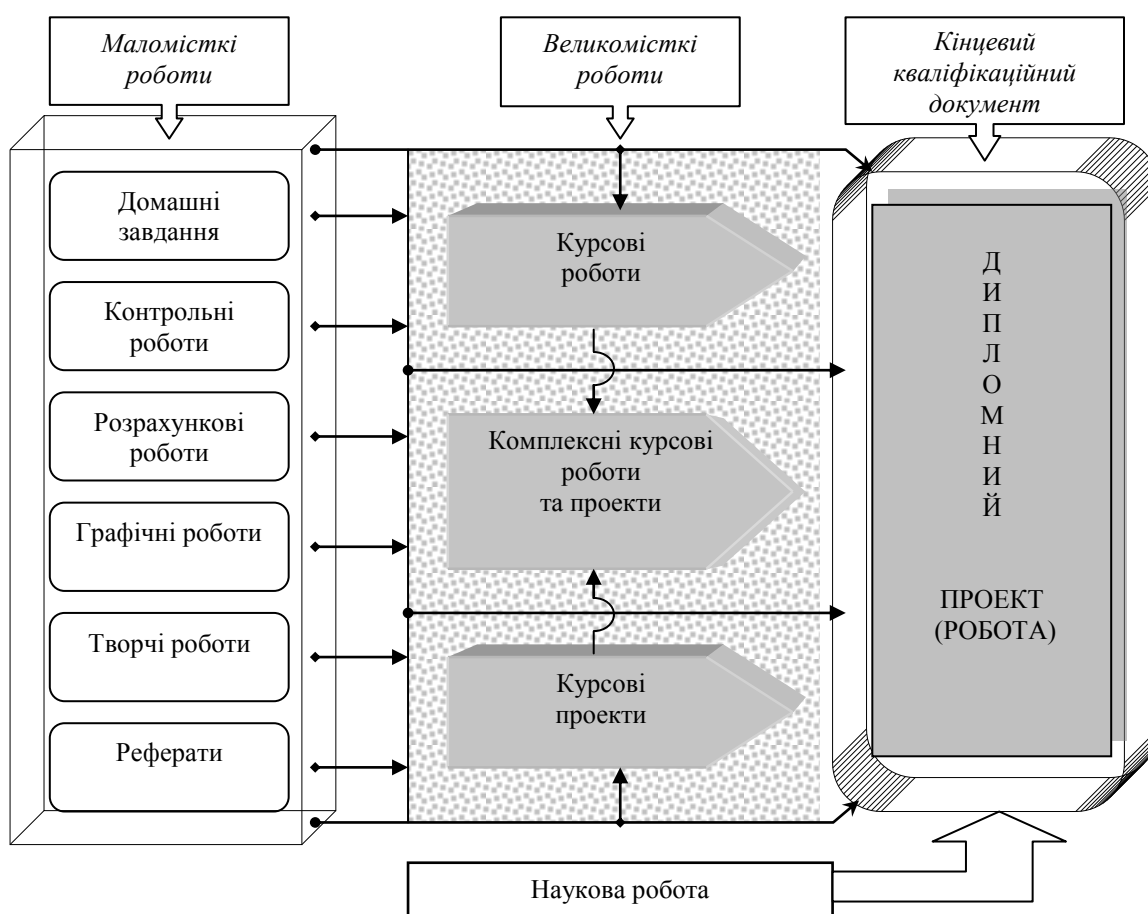 Маломісткі
роботи
Великомісткі
роботи
Кінцевий
кваліфікаційний
документ
Домашні
завдання
Контрольні
роботи
Розрахункові
роботи
Графічні роботи
Творчі роботи
Реферати
Курсові
роботи
Комплексні курсові
роботи
та проекти
Курсові
проекти
Д
И
П
Л
О
М
Н
И
Й
ПРОЕКТ
(РОБОТА)
Наукова робота